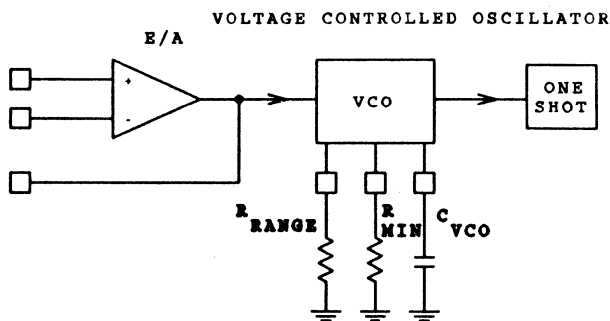 VOLTAGE CONTROLLED OSCILLATOR
E/A
+
-
VCO
ONE
SHOT
R RANGE
R MIN
C VCO